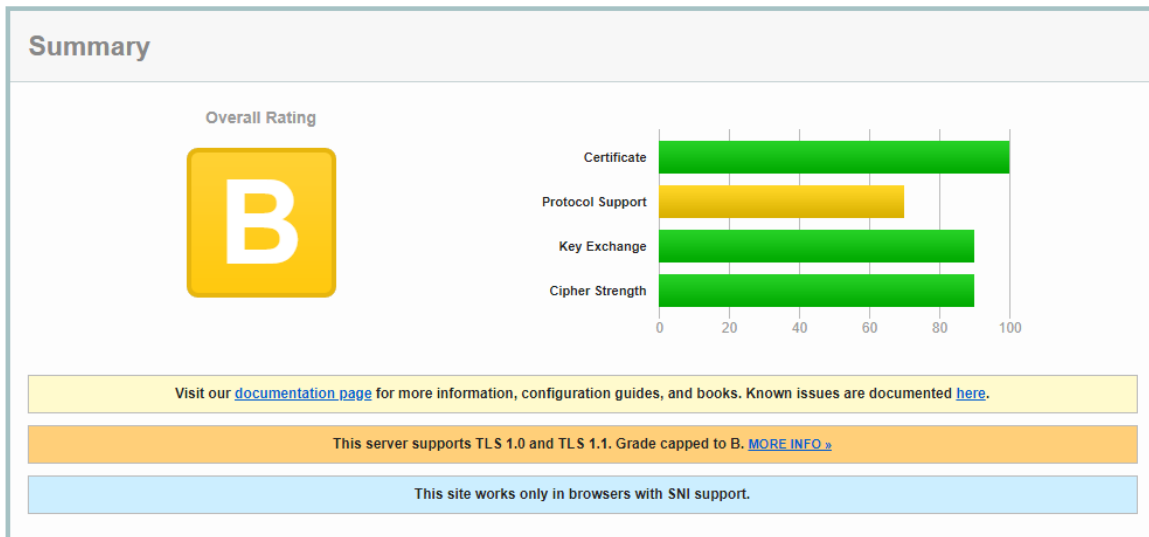 Summary
Overall Rating
B
Certificate
Protocol Support
Key Exchange
Cipher Strength
0 20 40 60 80 100
Visit our documentation page for more information, configuration guides, and books. Known issues are documented here.
This server supports TLS 1.0 and TLS 1.1. Grade capped to B. MORE INFO »
This site works only in browsers with SNI support.